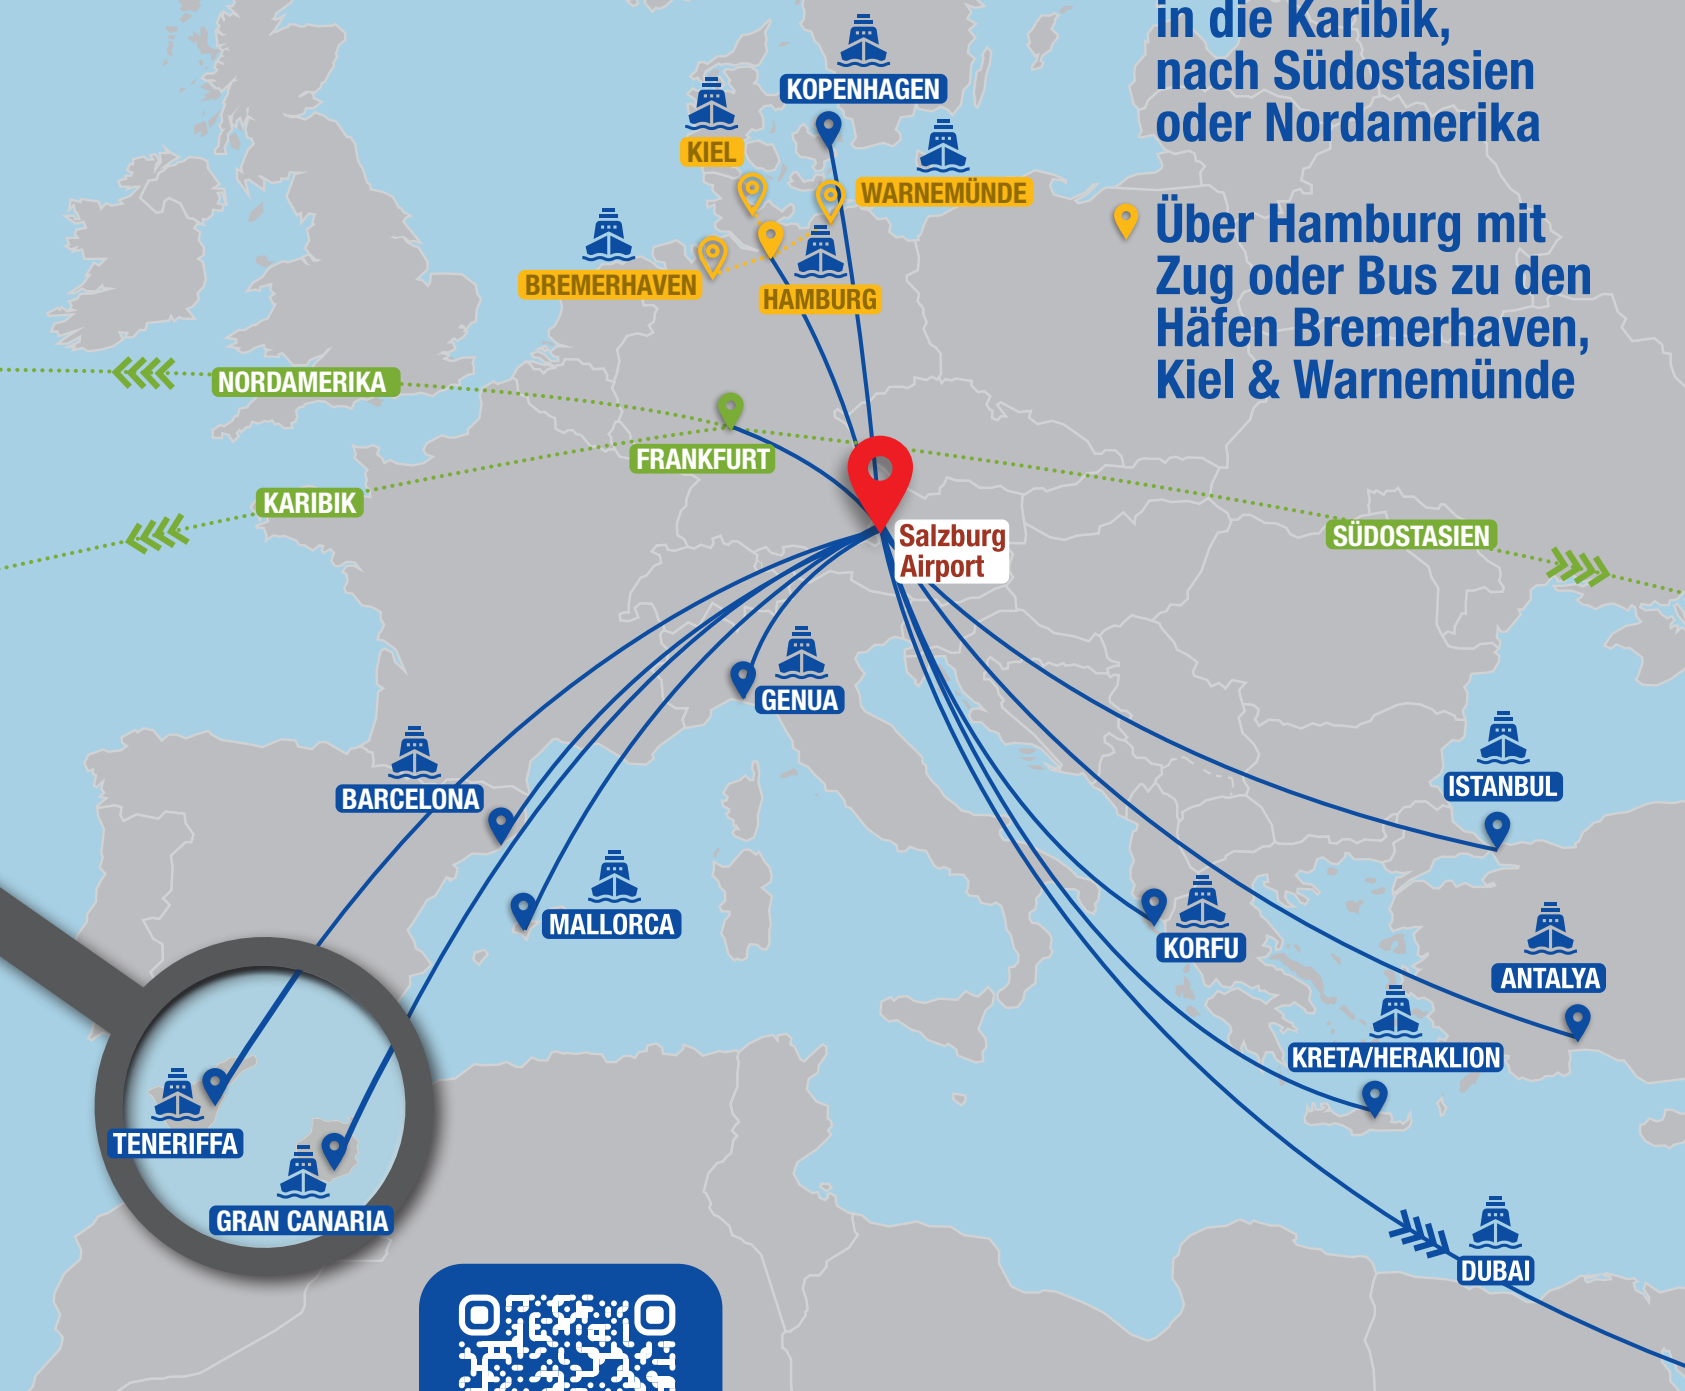 in die Karibik,
nach Südostasien
oder Nordamerika
Über Hamburg mit
Zug oder Bus zu den
Häfen Bremerhaven,
Kiel & Warnemünde
KOPENHAGEN
KIEL
WARNEMÜNDE
BREMERHAVEN
HAMBURG
NORDAMERIKA
FRANKFURT
KARIBIK
SÜDOSTASIEN
Salzburg
Airport
GENUA
BARCELONA
ISTANBUL
MALLORCA
KORFU
ANTALYA
KRETA/HERAKLION
TENERIFFA
GRAN CANARIA
DUBAI